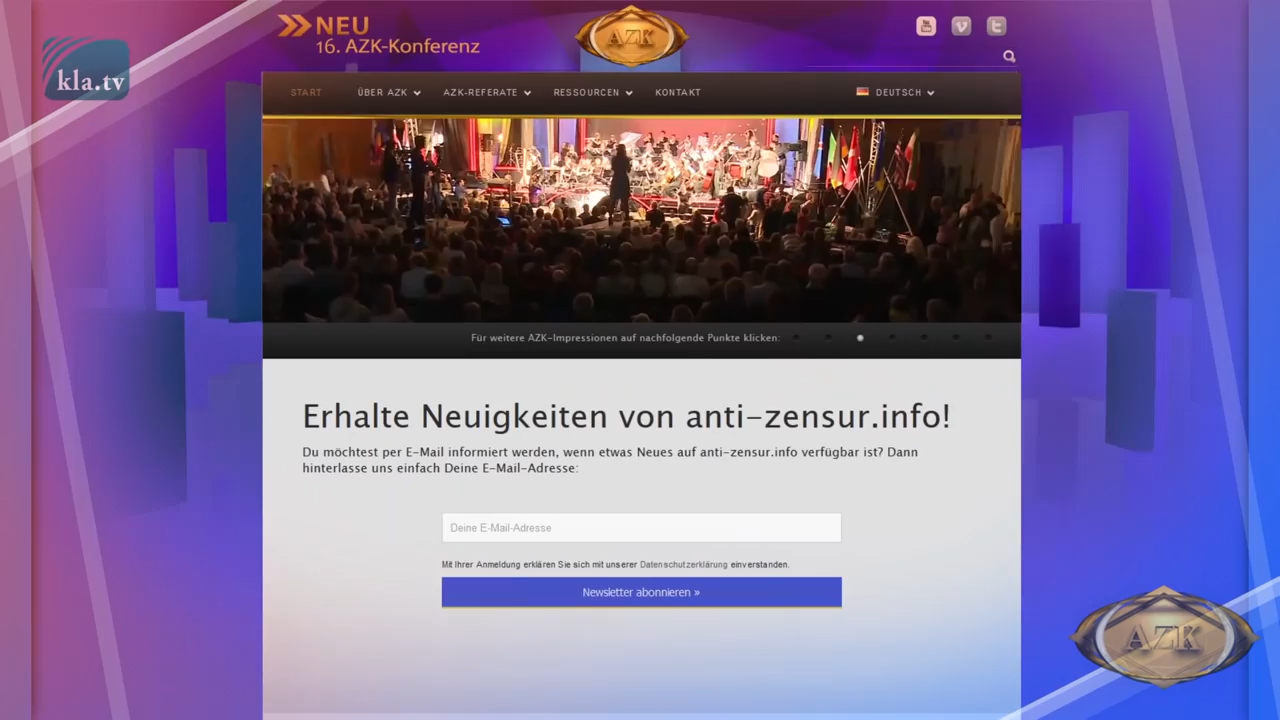 NEU
16. AZK-Konferenz
AZK
kla.tv
START ÜBER AZK AZK-REFERATE RESSOURCEN KONTAKT DEUTSCH
Für weitere AZK-Impressionen auf nachfolgende Punkte klicken:
Erhalte Neuigkeiten von anti-zensur.info!
Du möchtest per E-Mail informiert werden, wenn etwas Neues auf anti-zensur.info verfügbar ist? Dann
hinterlasse uns einfach Deine E-Mail-Adresse:
Deine E-Mail-Adresse
Mit Ihrer Anmeldung erklären Sie sich mit unserer Datenschutzerklärung einverstanden.
Newsletter abonnieren »
AZK